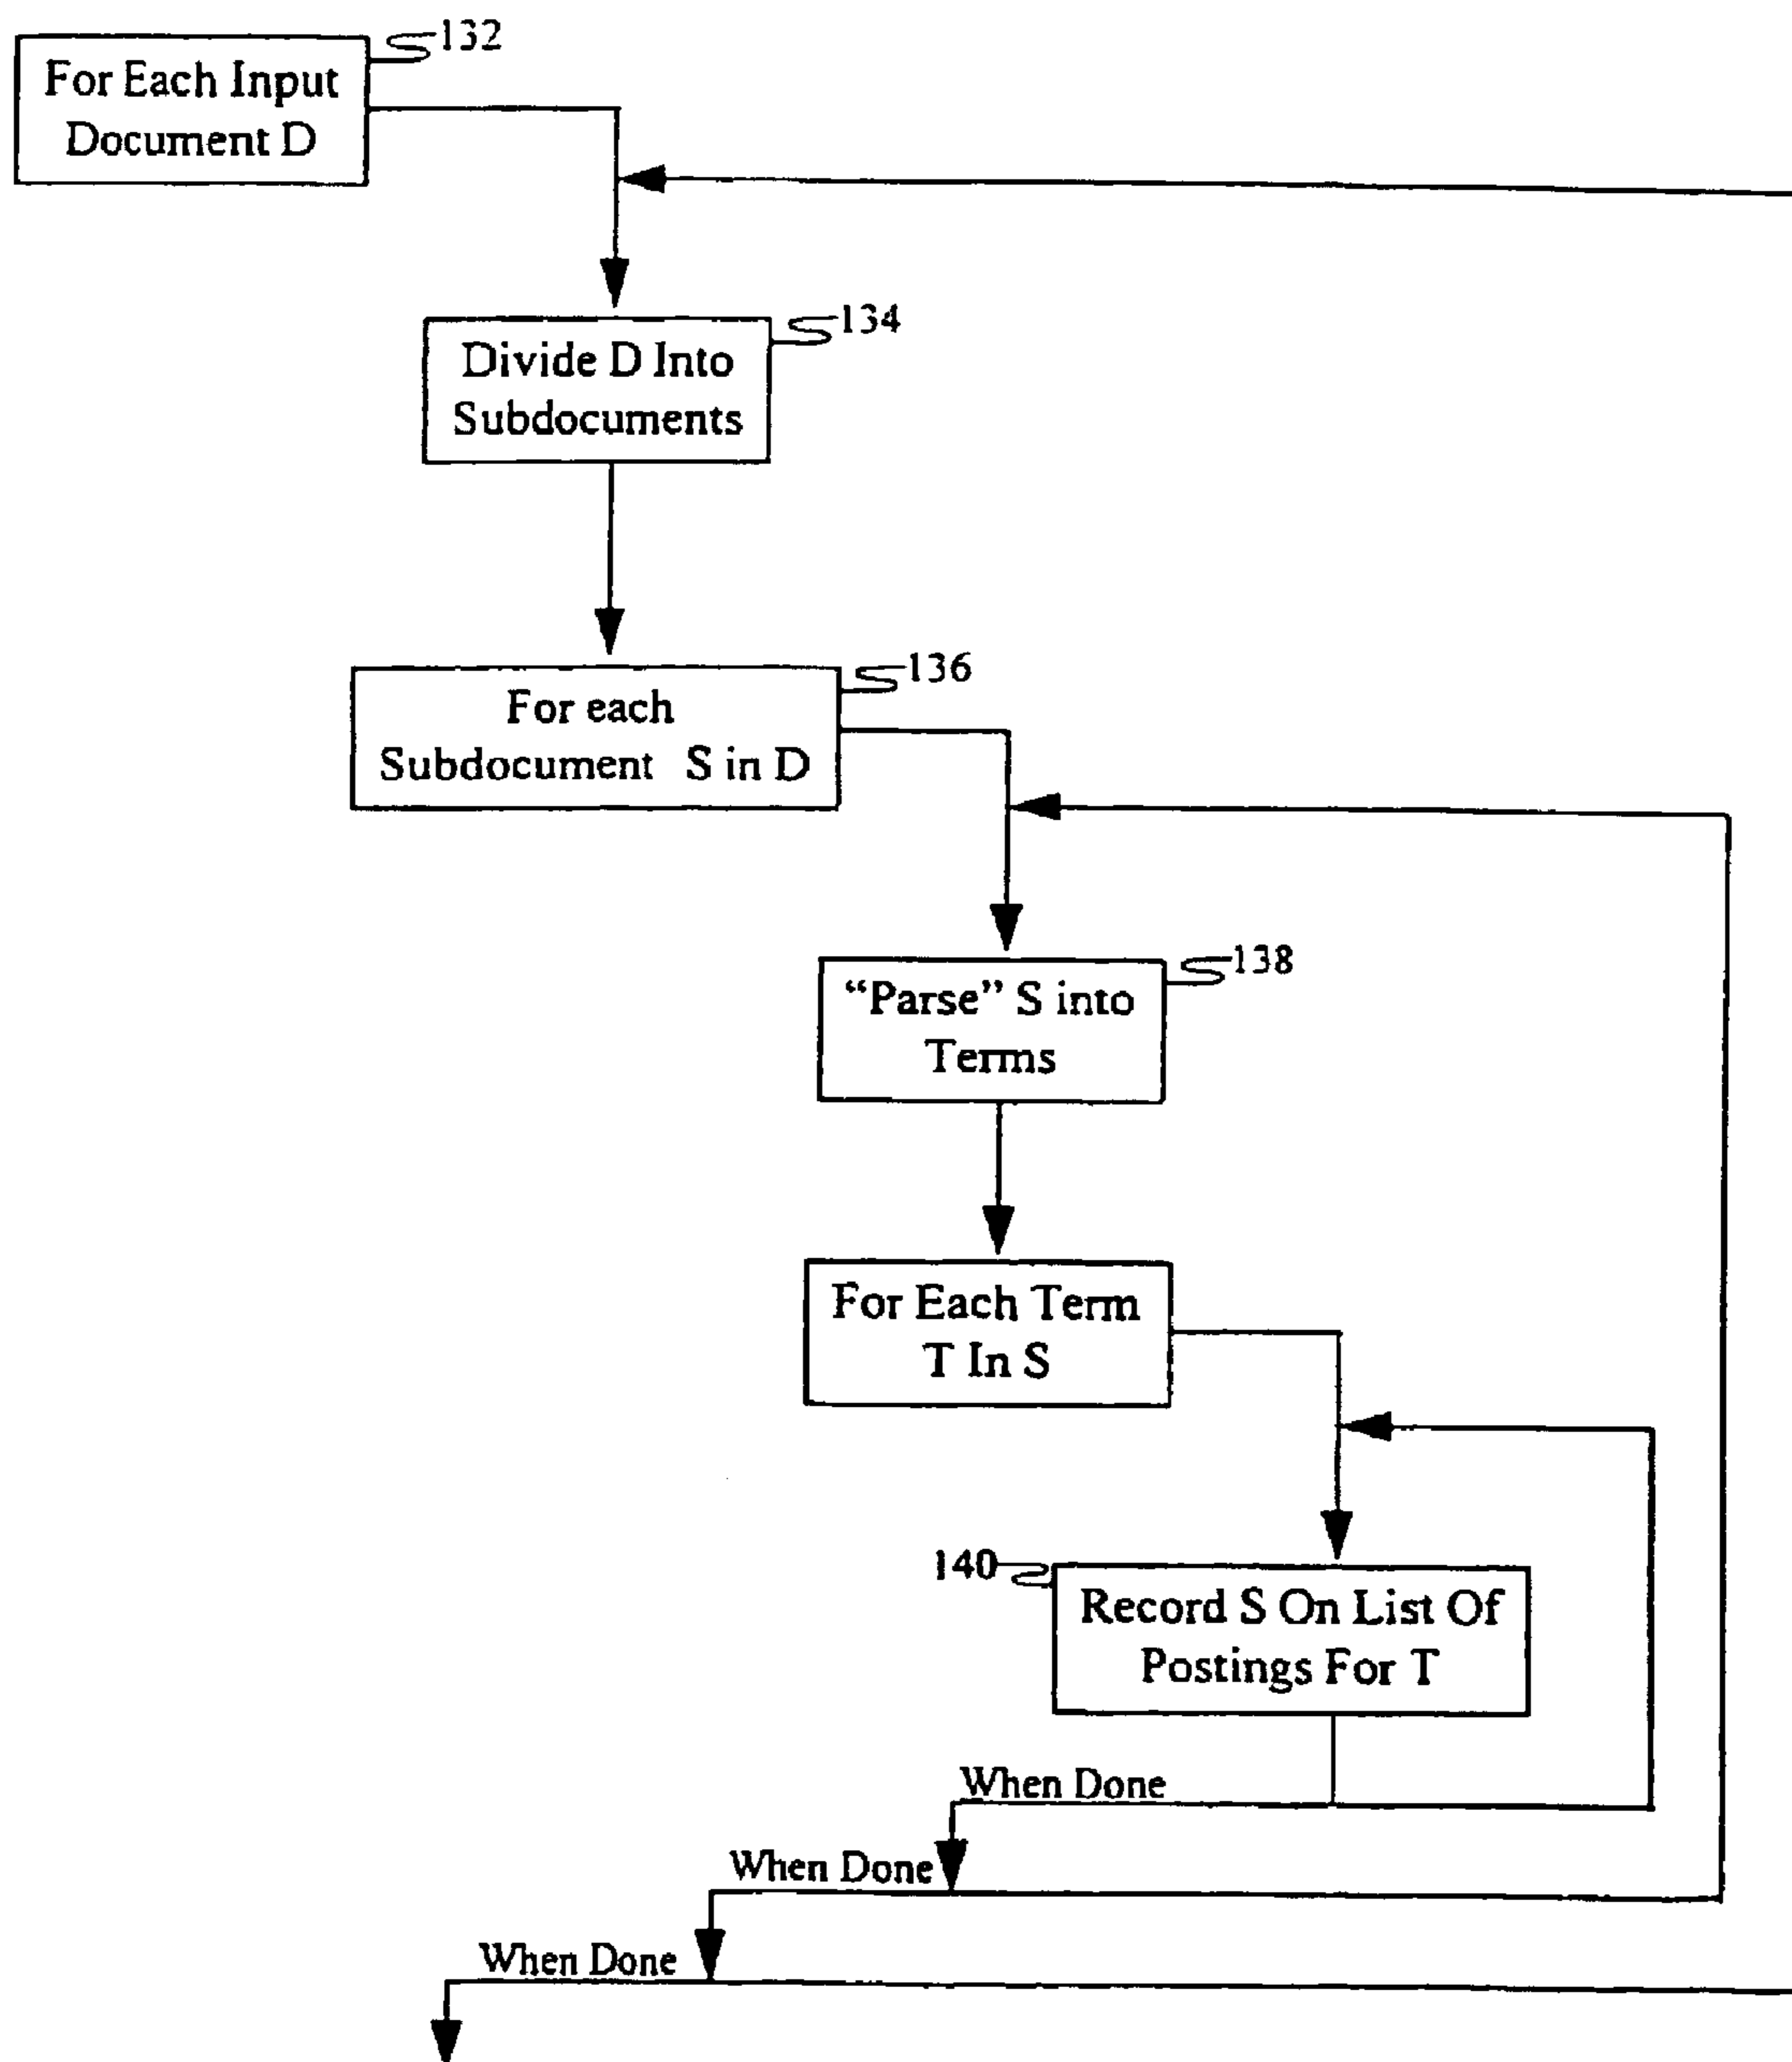 132
For Each Input
Document D
134
Divide D Into
Subdocuments
136
For each
Subdocument S in D
138
“Parse” S into
Terms
For Each Term
T In S
140
Record S On List Of
Postings For T
When Done
When Done
When Done